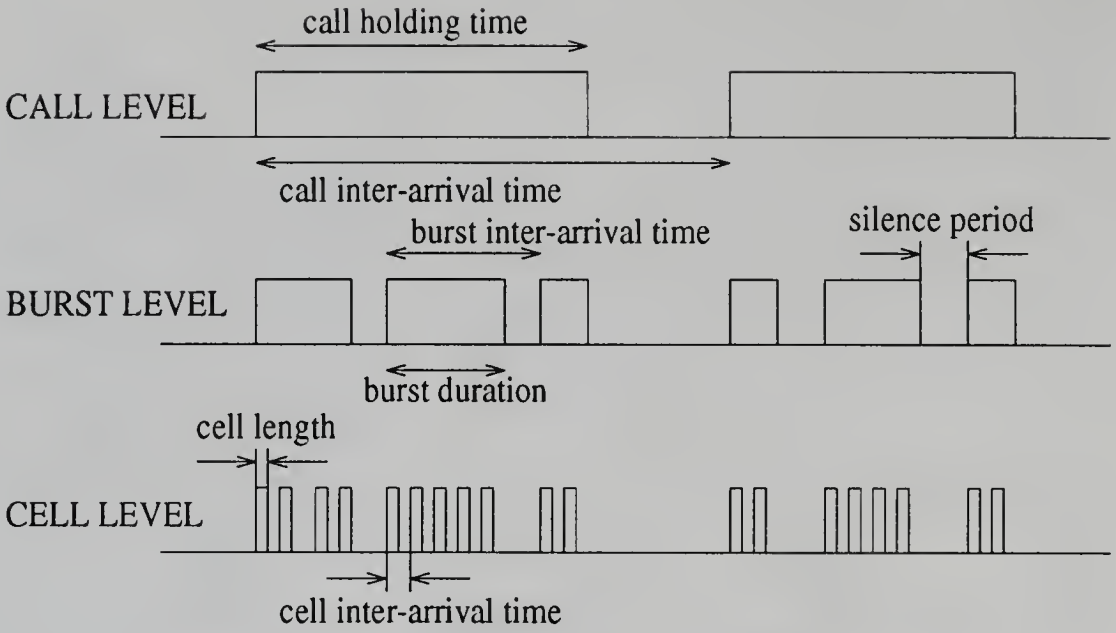 call holding time
CALL LEVEL
call inter-arrival time
burst inter-arrival time
silence period
BURST LEVEL
burst duration
cell length
CELL LEVEL
cell inter-arrival time